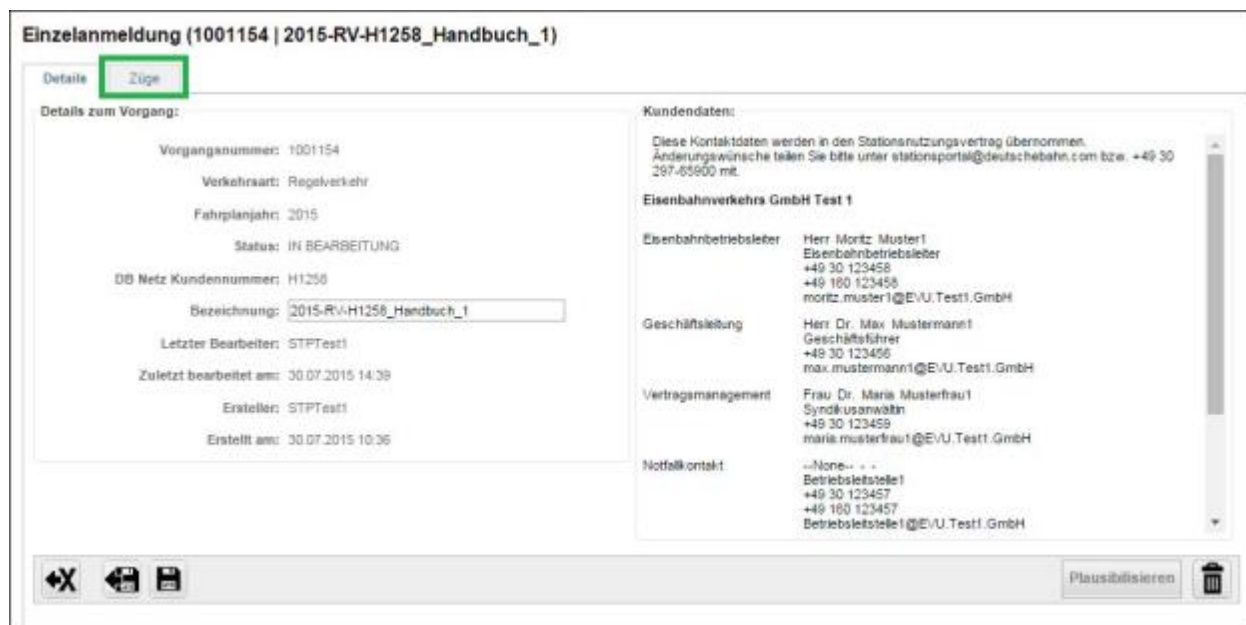 Einzelanmeldung (1001154 | 2015-RV-H1258_Handbuch_1)
Details
Züge
Details zum Vorgang:
Vorgangsnummer: 1001154
Verkehrsart: Regelverkehr
Fahrplanjahr: 2015
Status: IN BEARBEITUNG
DB Netz Kundennummer: H1258
Bezeichnung: 2015-RV-H1258_Handbuch_1
Letzter Bearbeiter: STPTest1
Zuletzt bearbeitet am: 30.07.2015 14:39
Ersteller: STPTest1
Erstellt am: 30.07.2015 10:36
Kundendaten:
Diese Kontaktdaten werden in den Stationsnutzungsvertrag übernommen.
Änderungswünsche teilen Sie bitte unter stationsportal@deutschebahn.com bzw. +49 30
297-65900 mit.
Eisenbahnverkehrs GmbH Test 1
Eisenbahnbetriebsleiter Herr Moritz Muster1
Eisenbahnbetriebsleiter
+49 30 123458
+49 160 123458
moritz.muster1@EVU.Test1.GmbH
Geschäftsleitung Herr Dr. Max Mustermann1
Geschäftsführer
+49 30 123456
max.mustermann1@EVU.Test1.GmbH
Vertragsmanagement Frau Dr. Maria Musterfrau1
Syndikusanwältin
+49 30 123459
maria.musterfrau1@EVU.Test1.GmbH
Notfallkontakt --None-- - -
Betriebsleitstelle1
+49 30 123457
+49 160 123457
Betriebsleitstelle1@EVU.Test1.GmbH
Plausibilisieren